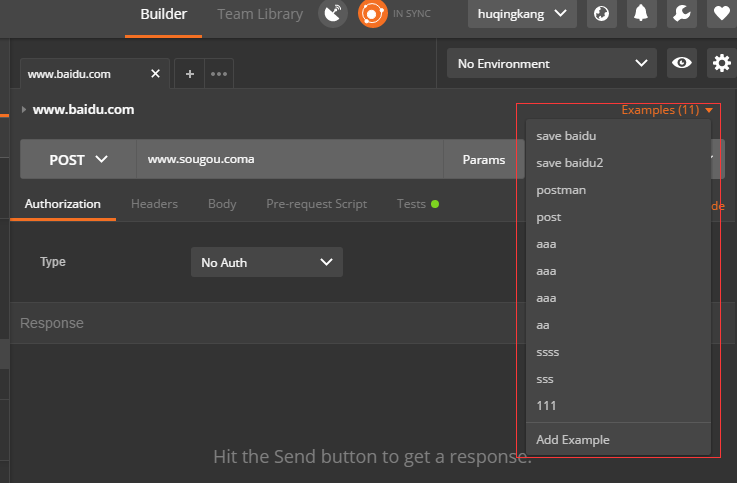 Builder
Team Library
IN SYNC
huqingkang
www.baidu.com
No Environment
www.baidu.com
Examples (11)
POST
www.sougou.coma
Params
save baidu
save baidu2
postman
post
aaa
aaa
aaa
aa
ssss
sss
111
Add Example
Authorization
Headers
Body
Pre-request Script
Tests
de
Type
No Auth
Response
Hit the Send button to get a response.